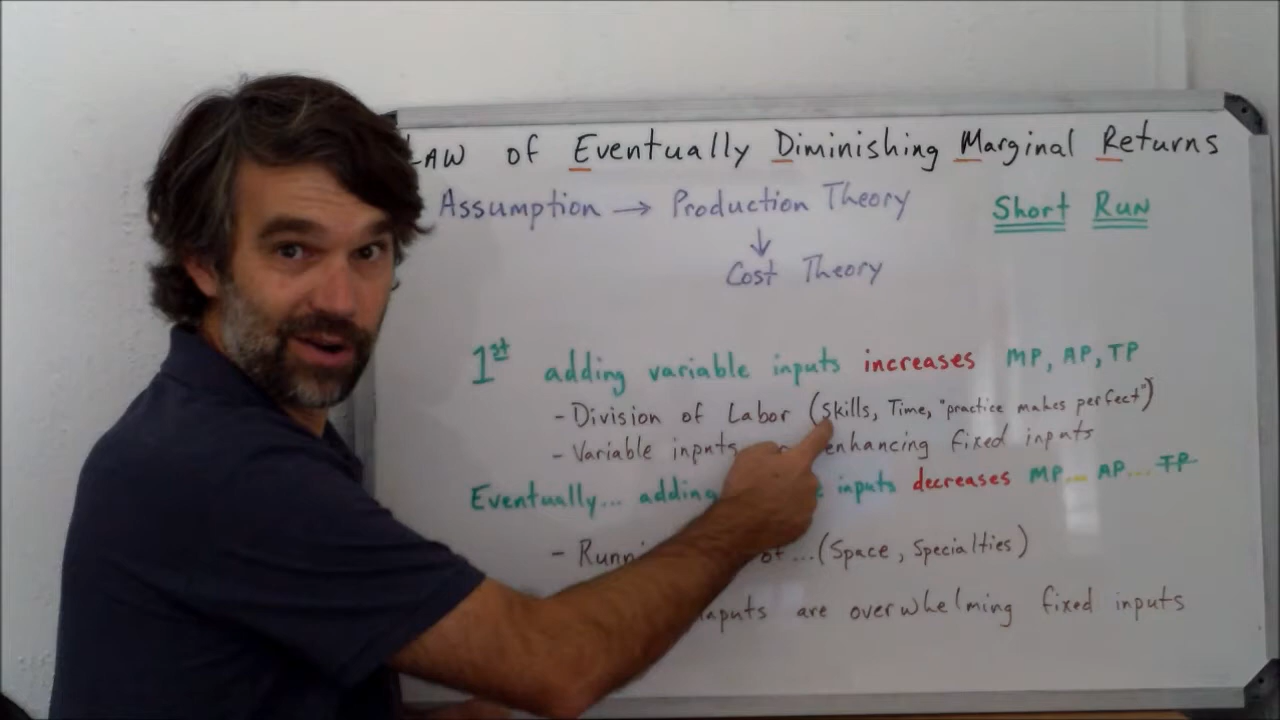 LAW of Eventually Diminishing Marginal Returns
Assumption → Production Theory
Short Run
↓
Cost Theory
1st adding variable inputs increases MP, AP, TP
- Division of Labor (Skills, Time, "practice makes perfect")
- Variable inputs enhancing fixed inputs
Eventually... adding inputs decreases MP... AP... TP
- of...(Space, Specialties)
inputs are overwhelming fixed inputs